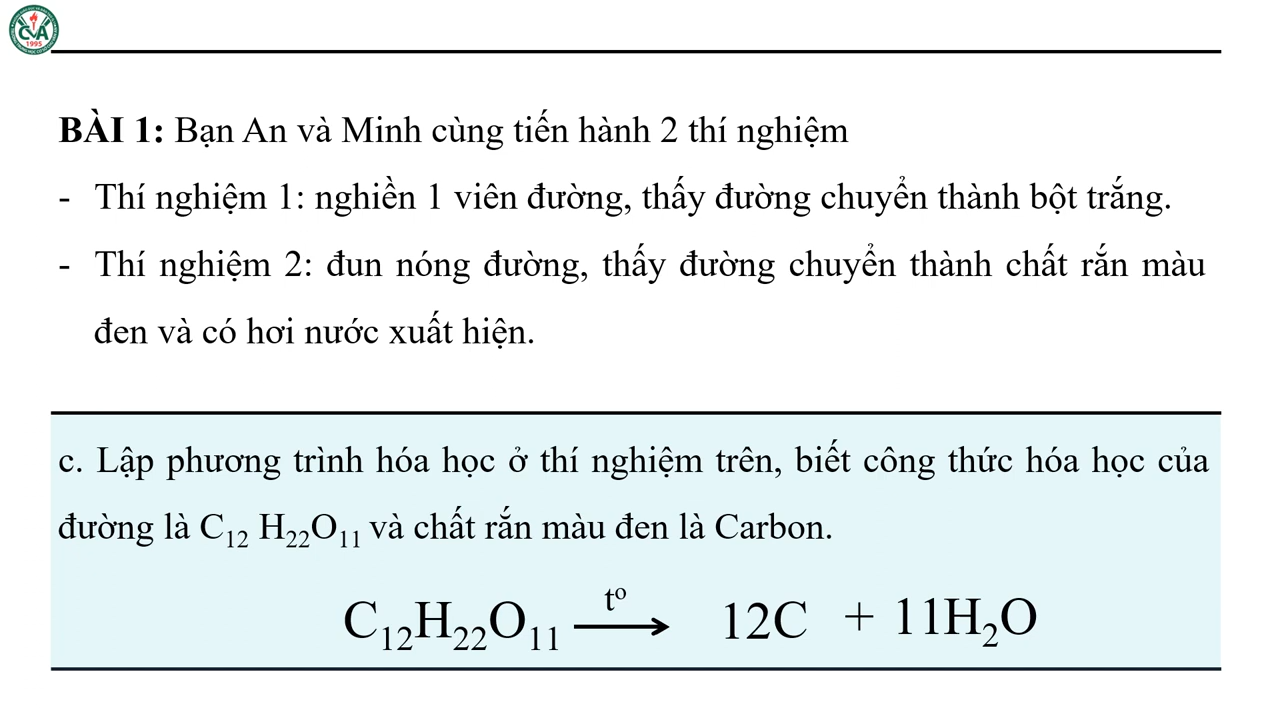 CVA
1995
BÀI 1: Bạn An và Minh cùng tiến hành 2 thí nghiệm
- Thí nghiệm 1: nghiền 1 viên đường, thấy đường chuyển thành bột trắng.
- Thí nghiệm 2: đun nóng đường, thấy đường chuyển thành chất rắn màu
đen và có hơi nước xuất hiện.
c. Lập phương trình hóa học ở thí nghiệm trên, biết công thức hóa học của
đường là C₁₂ H₂₂O₁₁ và chất rắn màu đen là Carbon.
C₁₂H₂₂O₁₁ —tº→ 12C + 11H₂O